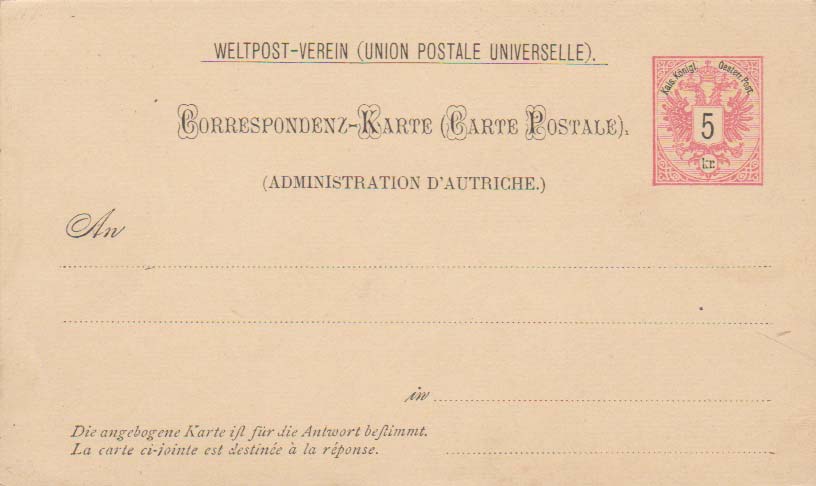 WELTPOST-VEREIN (UNION POSTALE UNIVERSELLE).
Kais. Königl. Oesterr. Post.
5
kr.
CORRESPONDENZ-KARTE (CARTE POSTALE).
(ADMINISTRATION D'AUTRICHE.)
An
in
Die angebogene Karte iſt für die Antwort beſtimmt.
La carte ci-jointe est destinée à la réponse.